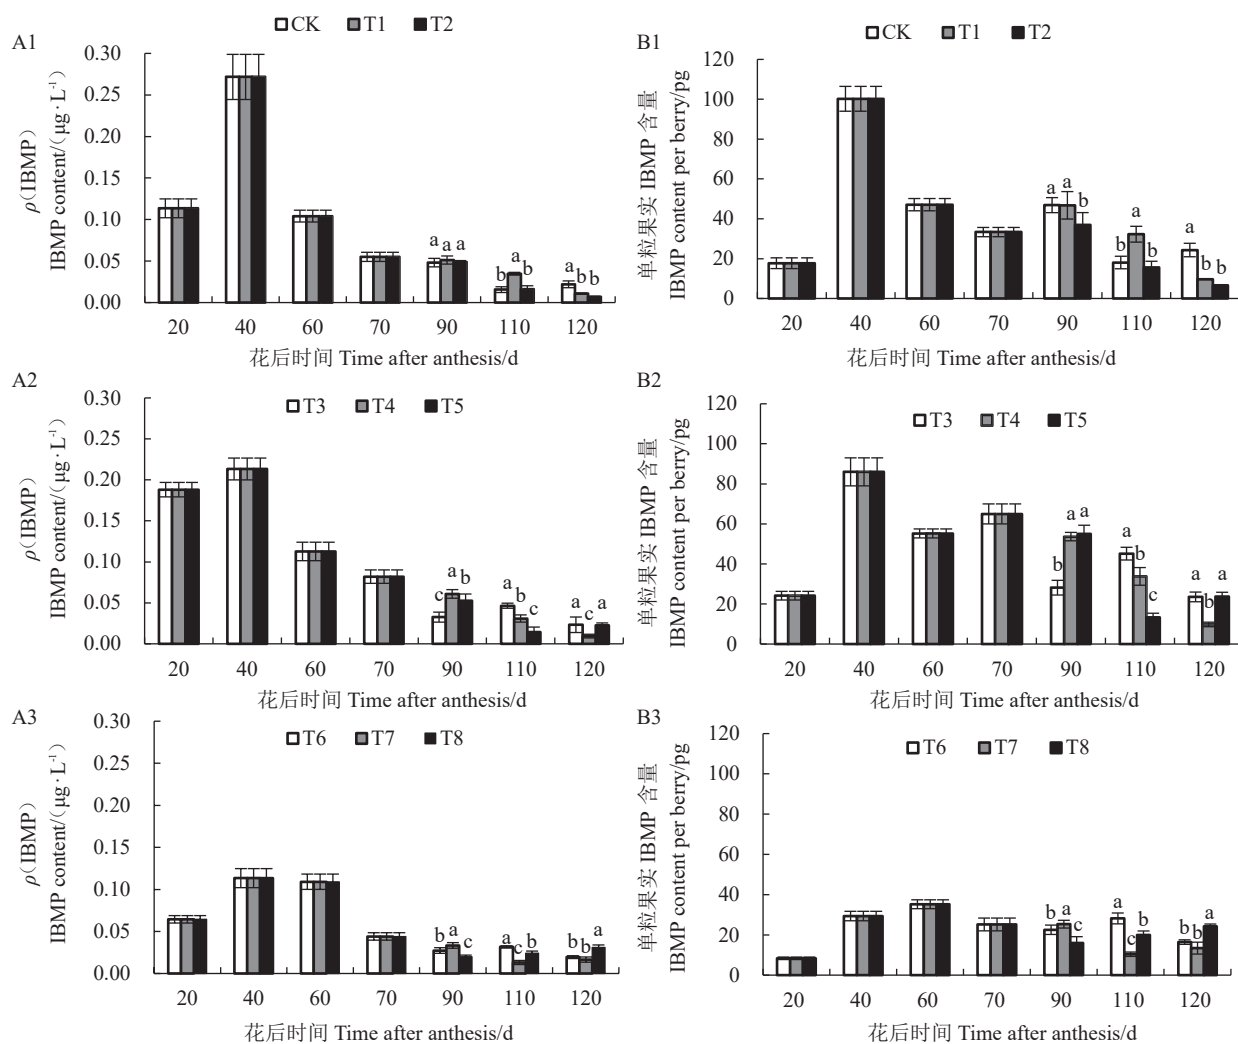 A1
CK T1 T2
ρ(IBMP)
IBMP content/(μg·L⁻¹)
0.30
0.25
0.20
0.15
0.10
0.05
0.00
a a a
b a b
a b b
20 40 60 70 90 110 120
花后时间 Time after anthesis/d
B1
CK T1 T2
单粒果实 IBMP 含量
IBMP content per berry/pg
120
100
80
60
40
20
0
a a b
b a b
a b b
20 40 60 70 90 110 120
花后时间 Time after anthesis/d
A2
T3 T4 T5
ρ(IBMP)
IBMP content/(μg·L⁻¹)
0.30
0.25
0.20
0.15
0.10
0.05
0.00
c a b
a b c
a c a
20 40 60 70 90 110 120
花后时间 Time after anthesis/d
B2
T3 T4 T5
单粒果实 IBMP 含量
IBMP content per berry/pg
120
100
80
60
40
20
0
b a a
a b c
a b a
20 40 60 70 90 110 120
花后时间 Time after anthesis/d
A3
T6 T7 T8
ρ(IBMP)
IBMP content/(μg·L⁻¹)
0.30
0.25
0.20
0.15
0.10
0.05
0.00
b a c
a c b
b b a
20 40 60 70 90 110 120
花后时间 Time after anthesis/d
B3
T6 T7 T8
单粒果实 IBMP 含量
IBMP content per berry/pg
120
100
80
60
40
20
0
b a c
a c b
b b a
20 40 60 70 90 110 120
花后时间 Time after anthesis/d